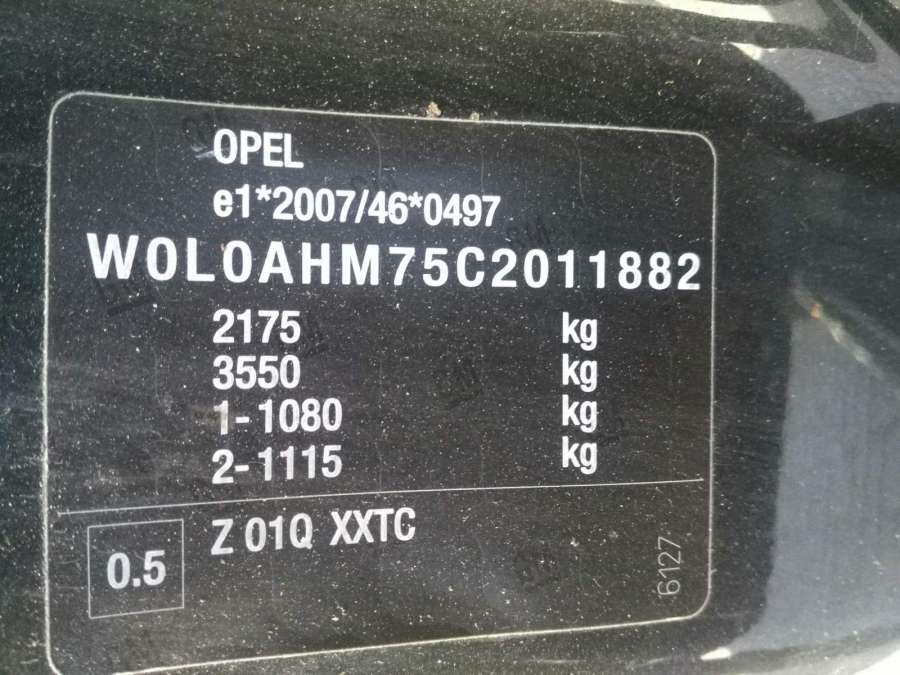 OPEL
e1*2007/46*0497
W0L0AHM75C2011882
2175 kg
3550 kg
1-1080 kg
2-1115 kg
0.5 Z 01Q XXTC
6127